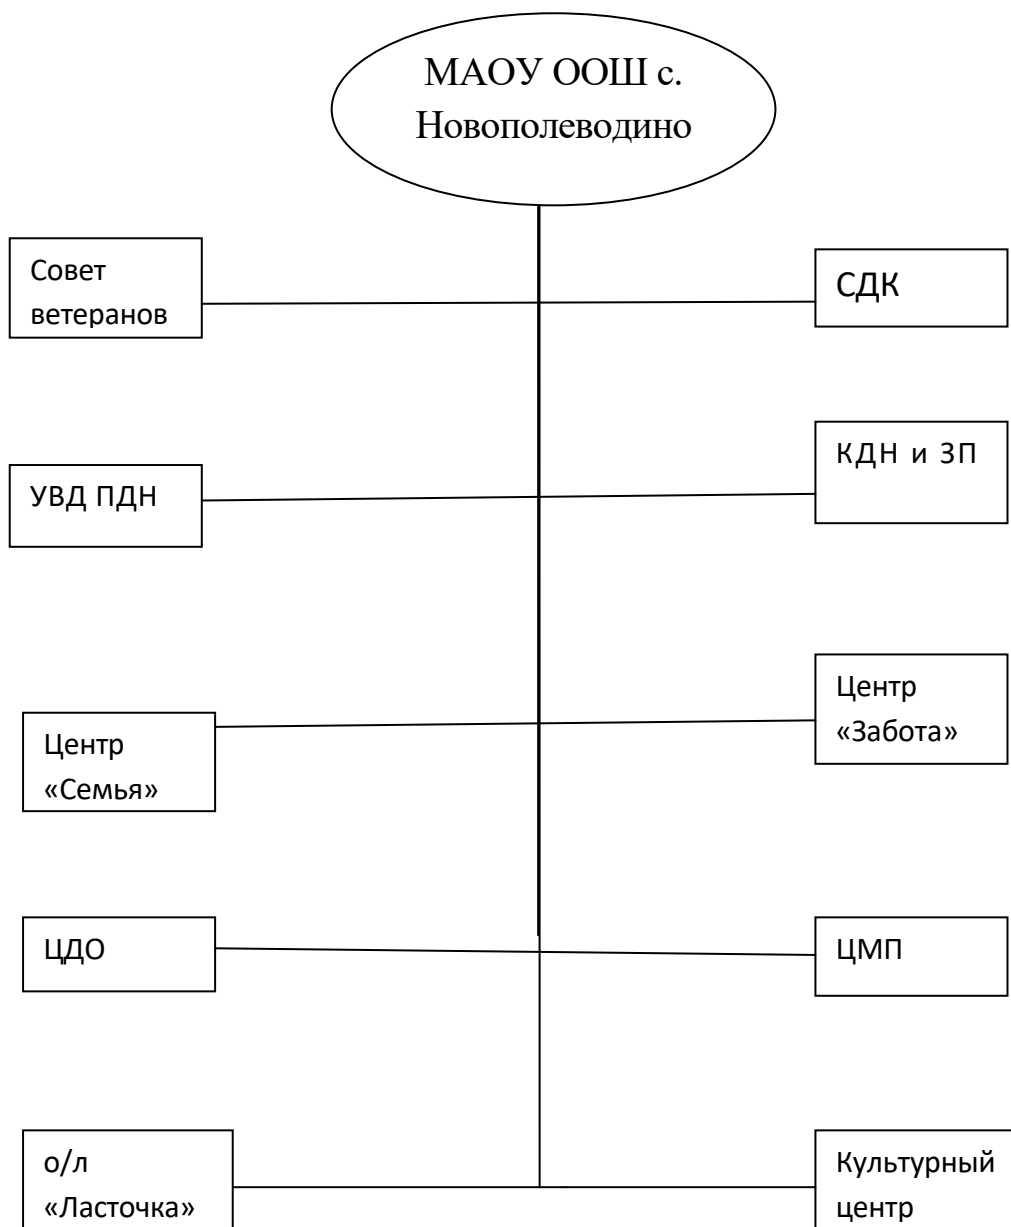 МАОУ ООШ с.
Новополеводино
Совет
ветеранов
СДК
УВД ПДН
КДН и ЗП
Центр
«Семья»
Центр
«Забота»
ЦДО
ЦМП
о/л
«Ласточка»
Культурный
центр